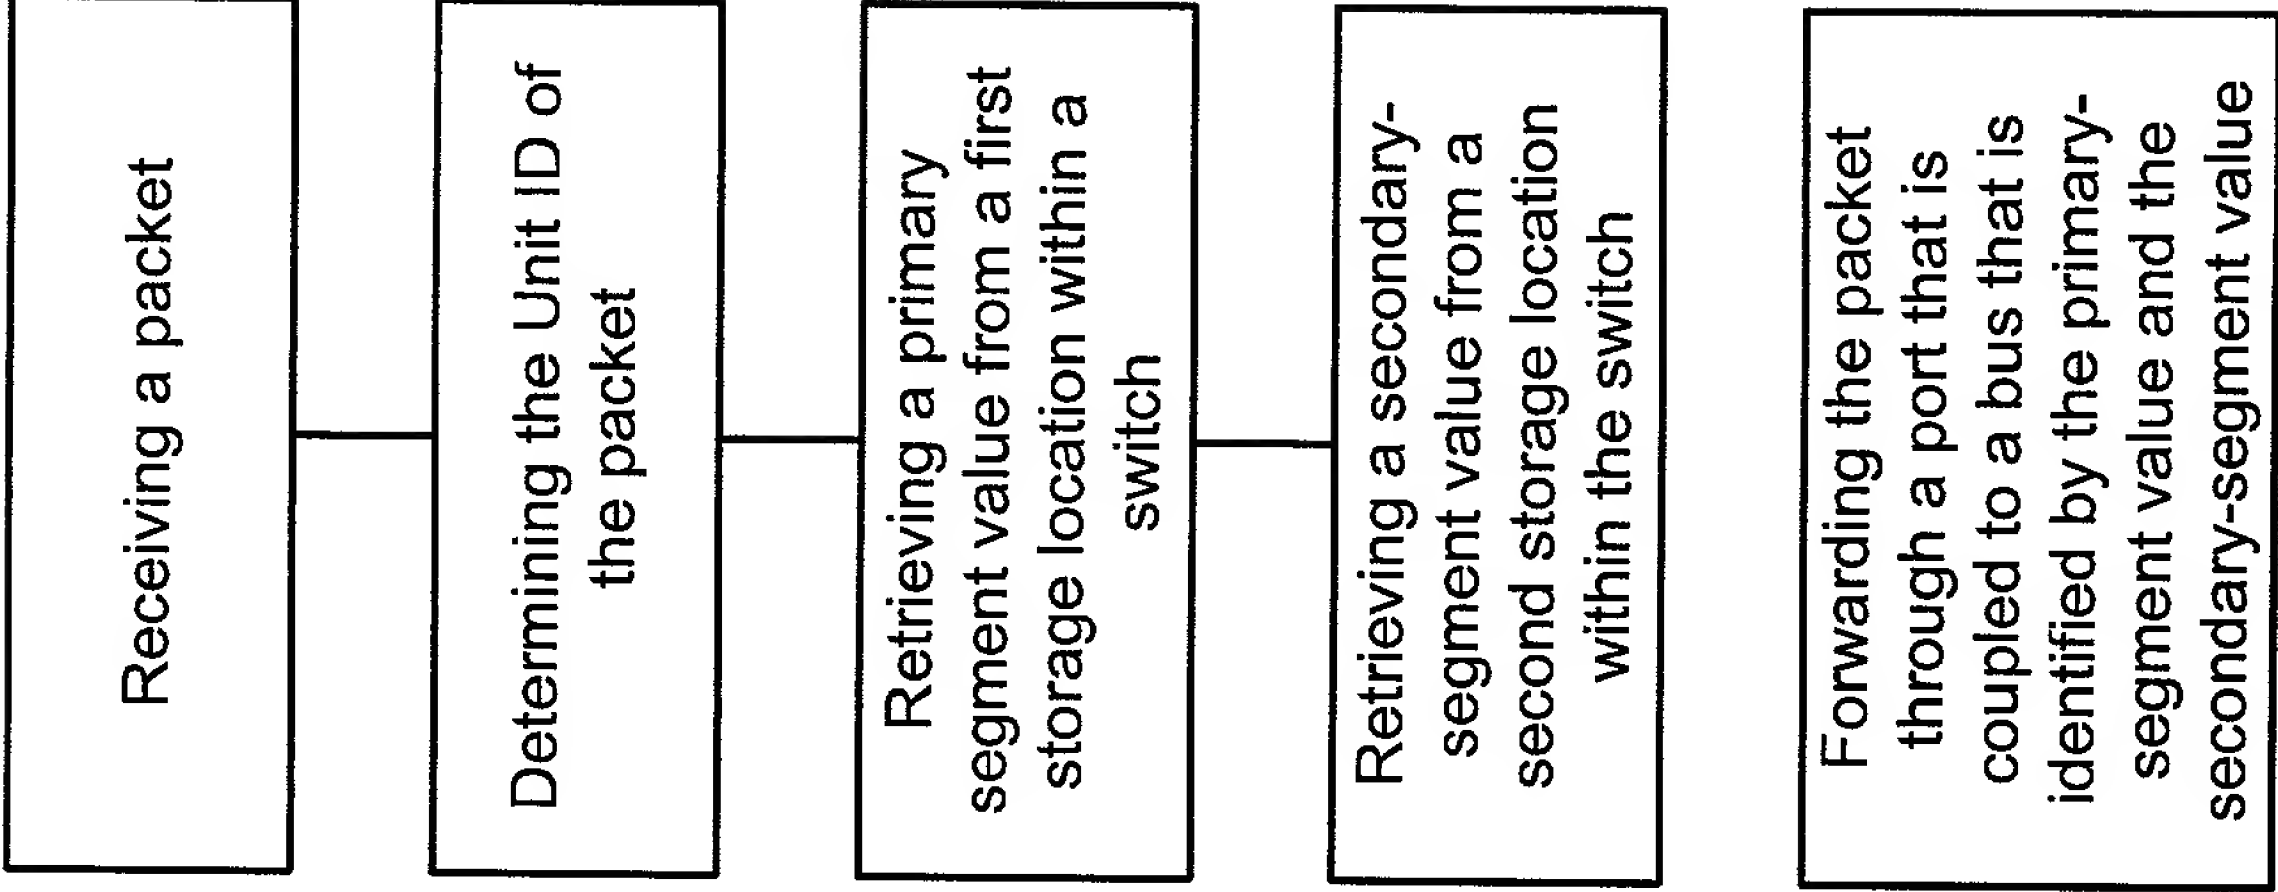 Receiving a packet
Determining the Unit ID of
the packet
Retrieving a primary
segment value from a first
storage location within a
switch
Retrieving a secondary-
segment value from a
second storage location
within the switch
Forwarding the packet
through a port that is
coupled to a bus that is
identified by the primary-
segment value and the
secondary-segment value